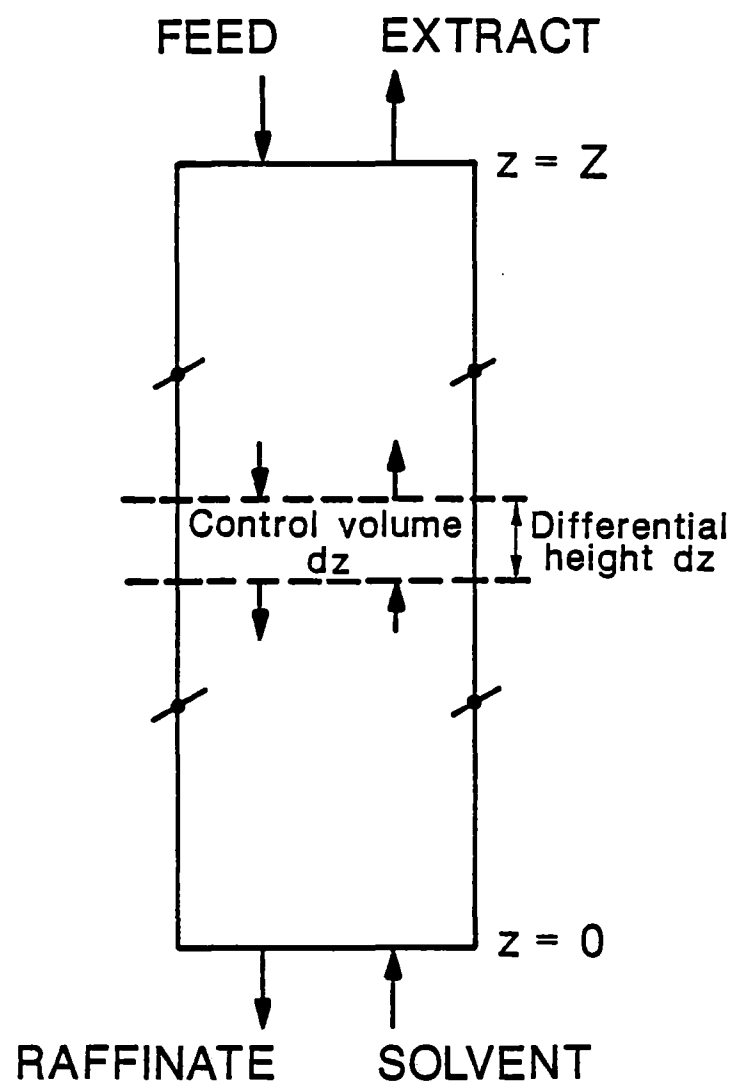 FEED EXTRACT
z = Z
Control volume
dz
Differential
height dz
z = 0
RAFFINATE SOLVENT